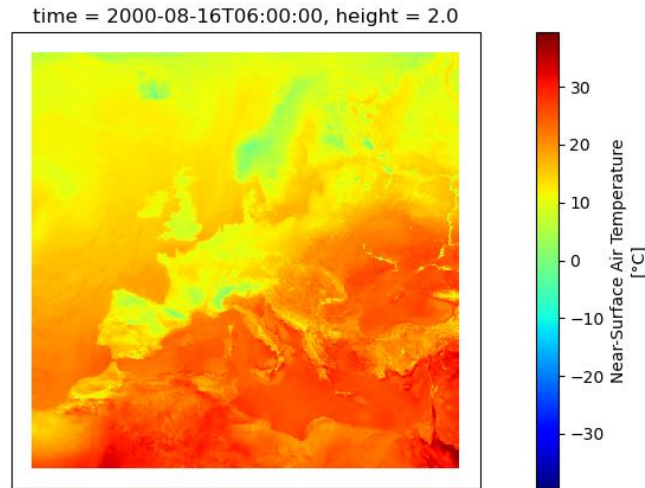 time = 2000-08-16T06:00:00, height = 2.0
30
20
10
0
−10
−20
−30
Near-Surface Air Temperature
[°C]